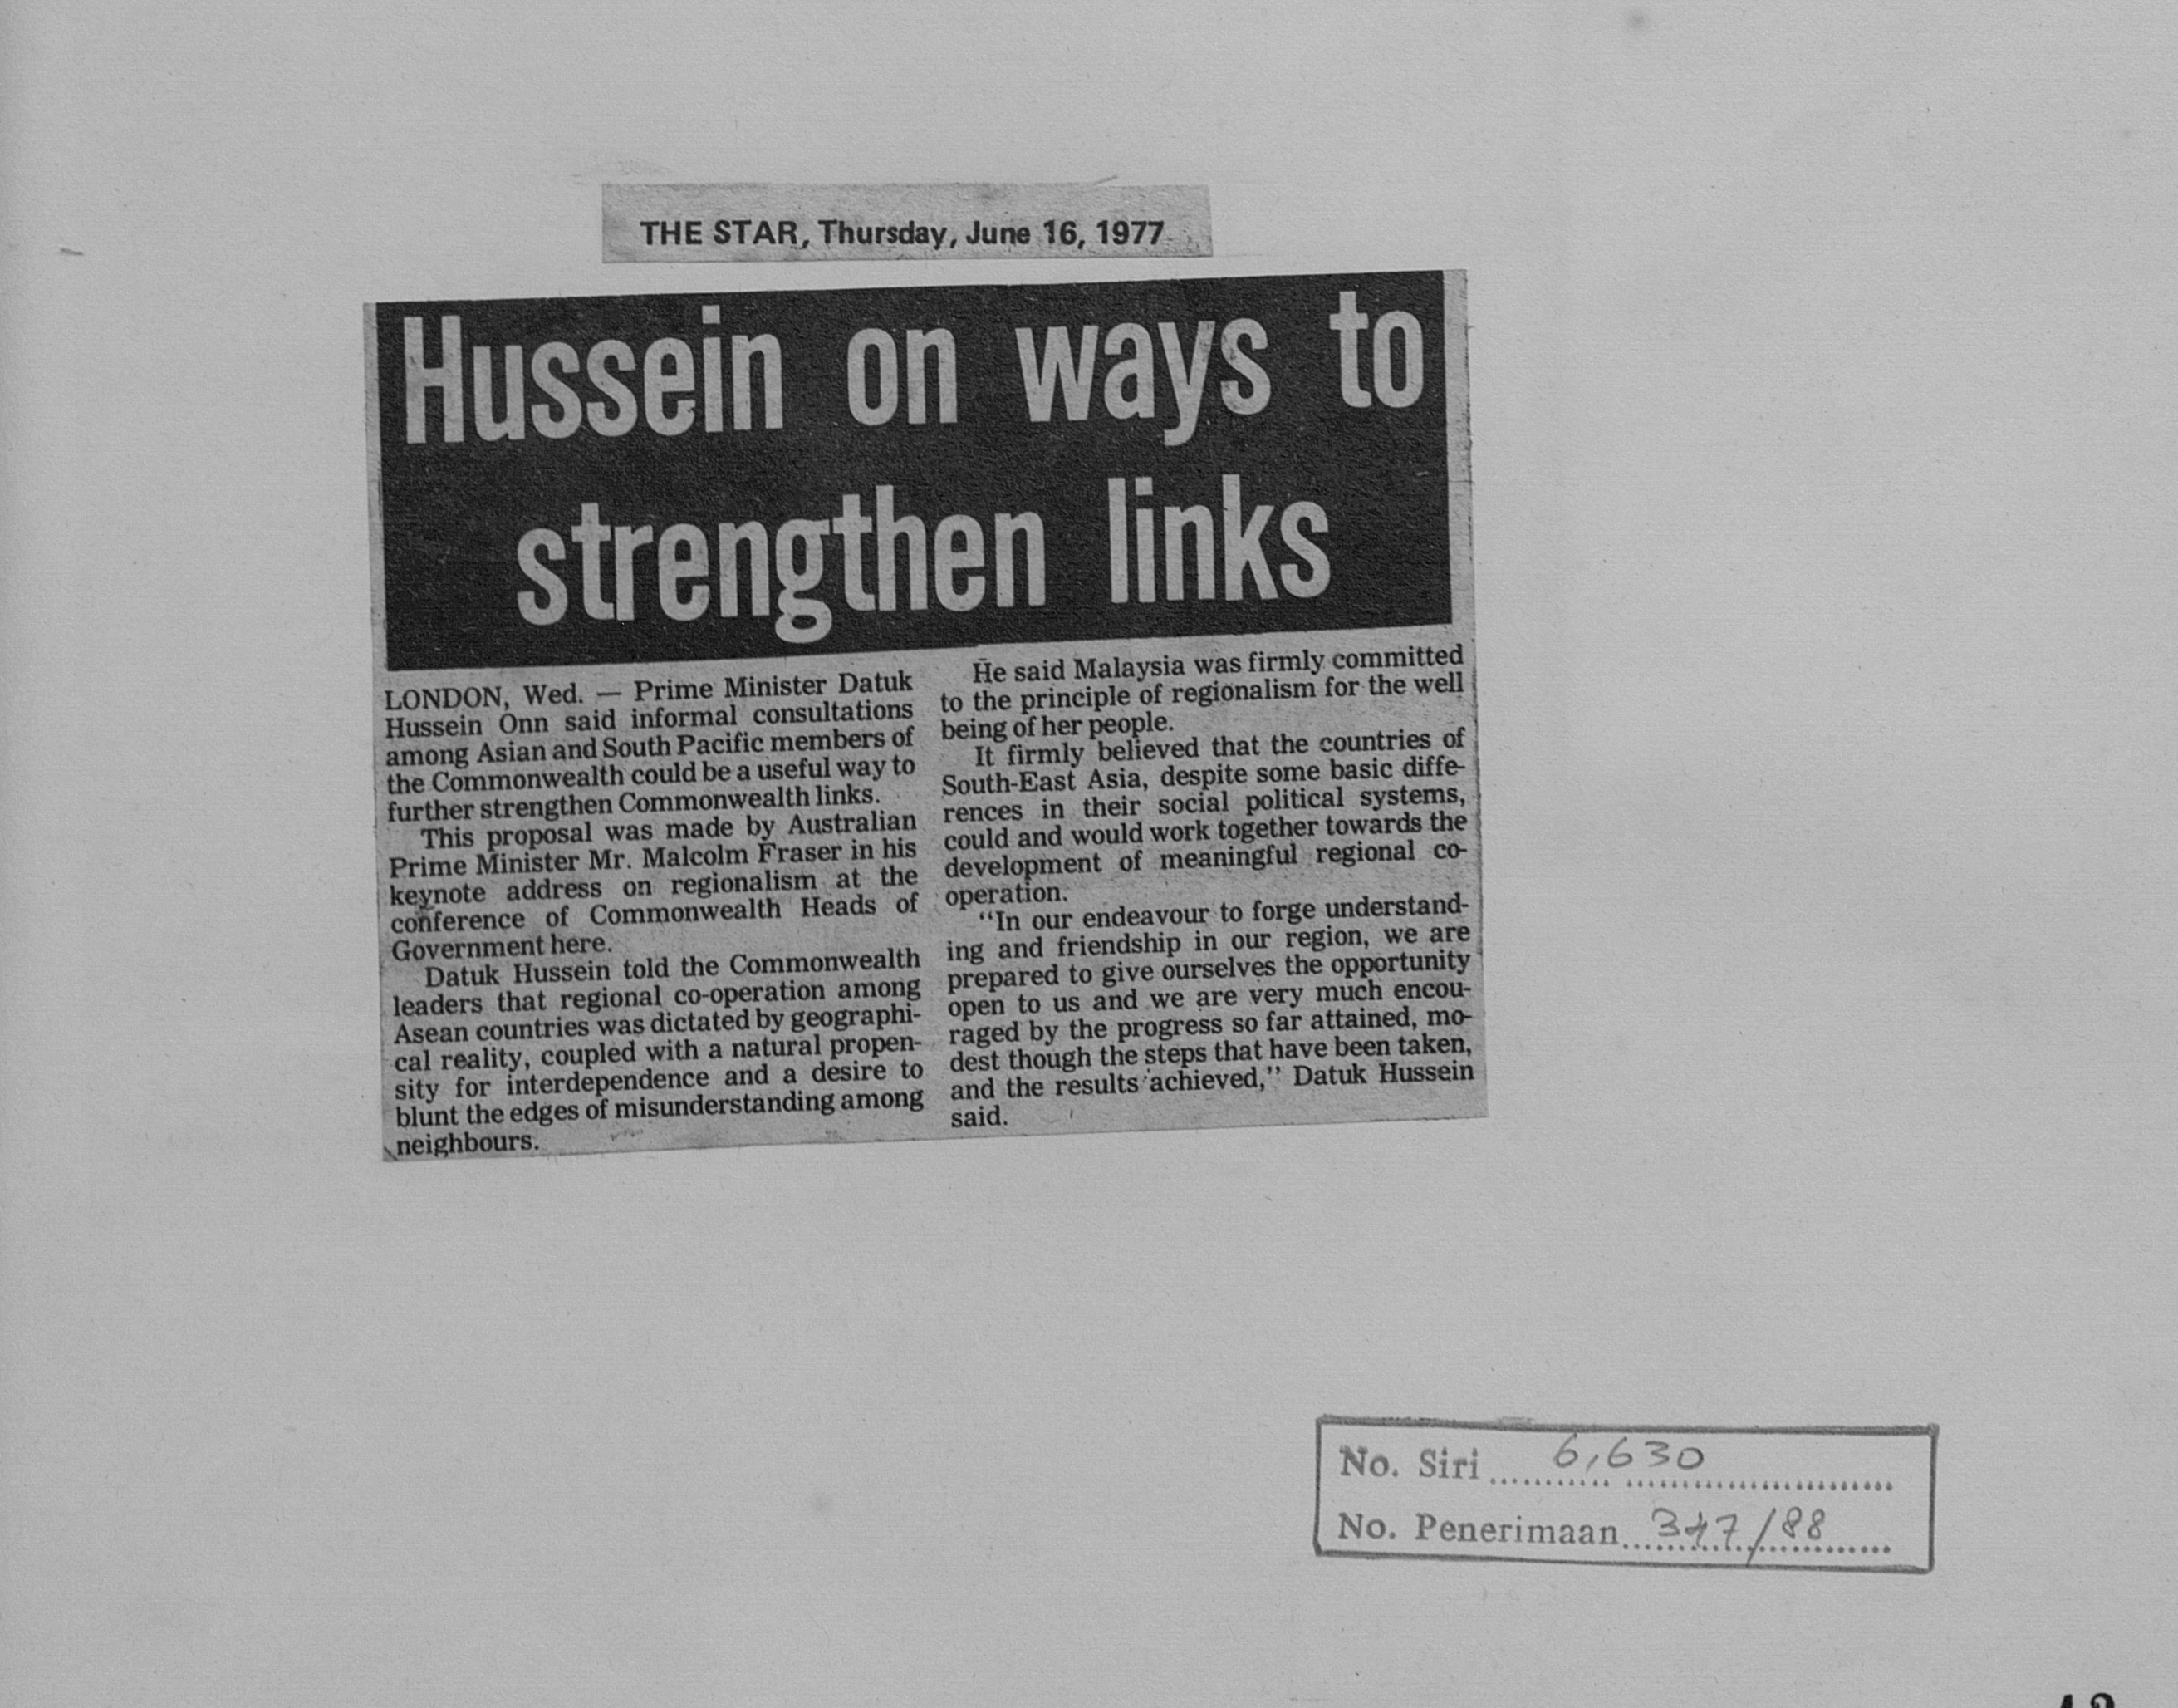 THE STAR, Thursday, June 16, 1977
Hussein on ways to
strengthen links
LONDON, Wed. — Prime Minister Datuk
Hussein Onn said informal consultations
among Asian and South Pacific members of
the Commonwealth could be a useful way to
further strengthen Commonwealth links.
This proposal was made by Australian
Prime Minister Mr. Malcolm Fraser in his
keynote address on regionalism at the
conference of Commonwealth Heads of
Government here.
Datuk Hussein told the Commonwealth
leaders that regional co-operation among
Asean countries was dictated by geographi-
cal reality, coupled with a natural propen-
sity for interdependence and a desire to
blunt the edges of misunderstanding among
neighbours.
He said Malaysia was firmly committed
to the principle of regionalism for the well
being of her people.
It firmly believed that the countries of
South-East Asia, despite some basic diffe-
rences in their social political systems,
could and would work together towards the
development of meaningful regional co-
operation.
"In our endeavour to forge understand-
ing and friendship in our region, we are
prepared to give ourselves the opportunity
open to us and we are very much encou-
raged by the progress so far attained, mo-
dest though the steps that have been taken,
and the results achieved," Datuk Hussein
said.
No. Siri 6,630
No. Penerimaan 347/88